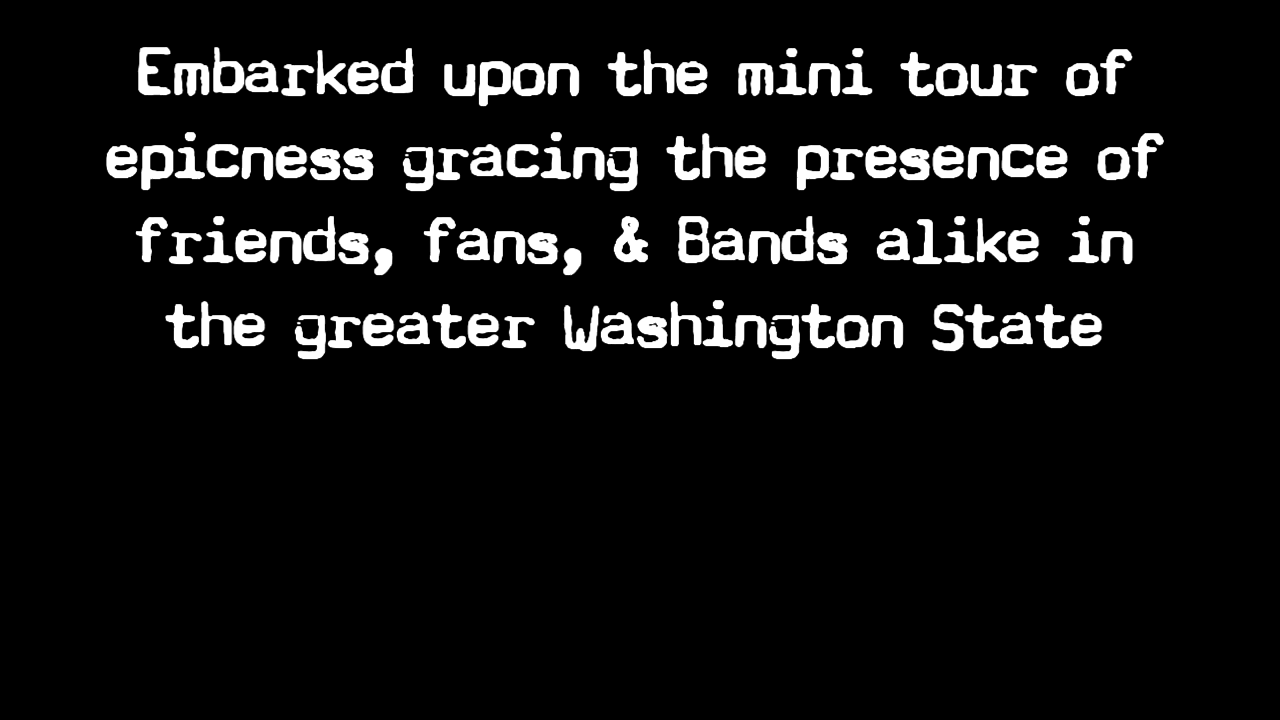 Embarked upon the mini tour of
epicness gracing the presence of
friends, fans, & Bands alike in
the greater Washington State